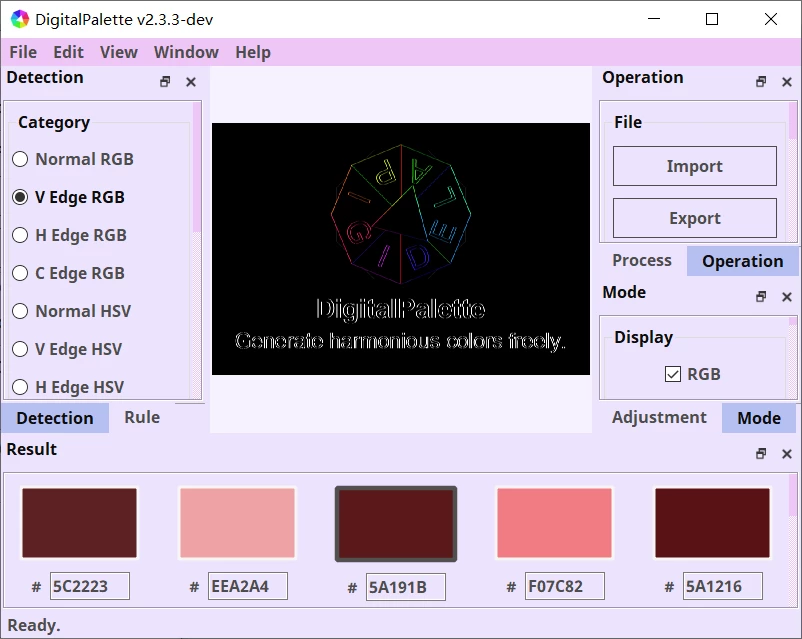 DigitalPalette v2.3.3-dev
File Edit View Window Help
Detection
Category
Normal RGB
V Edge RGB
H Edge RGB
C Edge RGB
Normal HSV
V Edge HSV
H Edge HSV
Detection Rule
DigitalPalette
Generate harmonious colors freely.
Operation
File
Import
Export
Process Operation
Mode
Display
RGB
Adjustment Mode
Result
# 5C2223 # EEA2A4 # 5A191B # F07C82 # 5A1216
Ready.